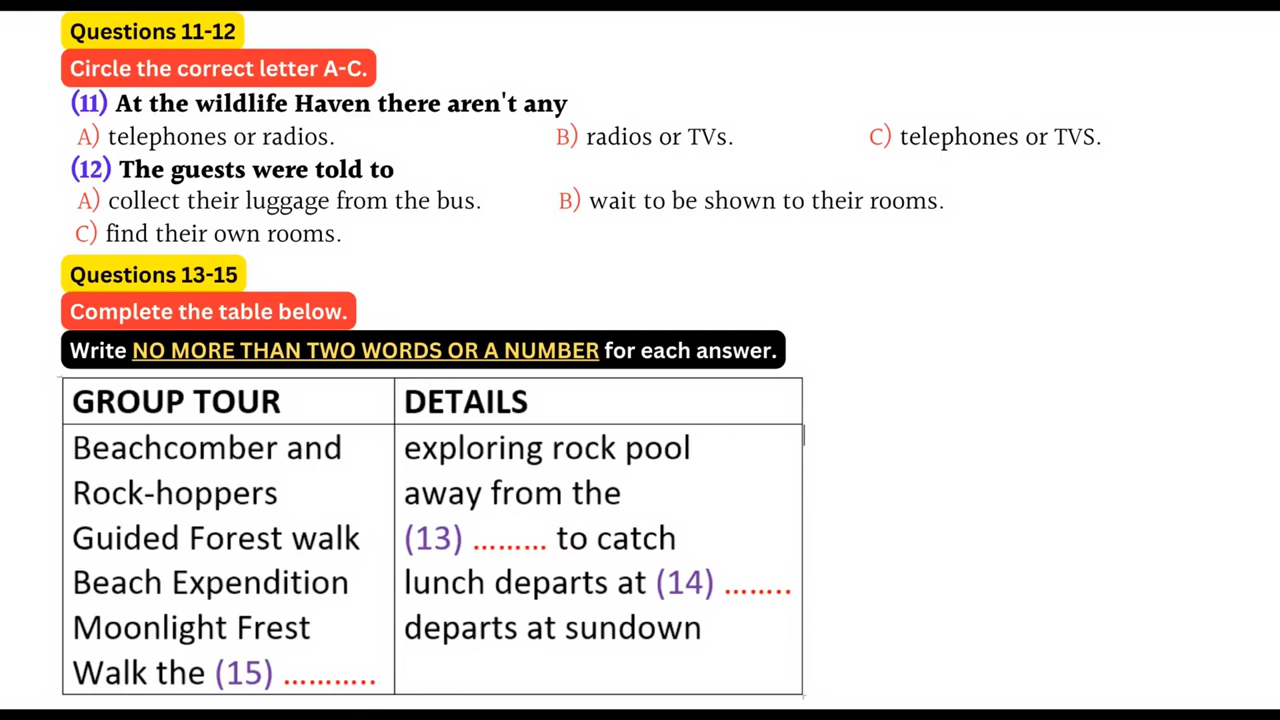 Questions 11-12
Circle the correct letter A-C.
(11) At the wildlife Haven there aren't any
A) telephones or radios. B) radios or TVs. C) telephones or TVS.
(12) The guests were told to
A) collect their luggage from the bus. B) wait to be shown to their rooms.
C) find their own rooms.
Questions 13-15
Complete the table below.
Write NO MORE THAN TWO WORDS OR A NUMBER for each answer.
GROUP TOUR DETAILS
Beachcomber and exploring rock pool
Rock-hoppers away from the
Guided Forest walk (13) ……… to catch
Beach Expendition lunch departs at (14) ……..
Moonlight Frest departs at sundown
Walk the (15) ………..